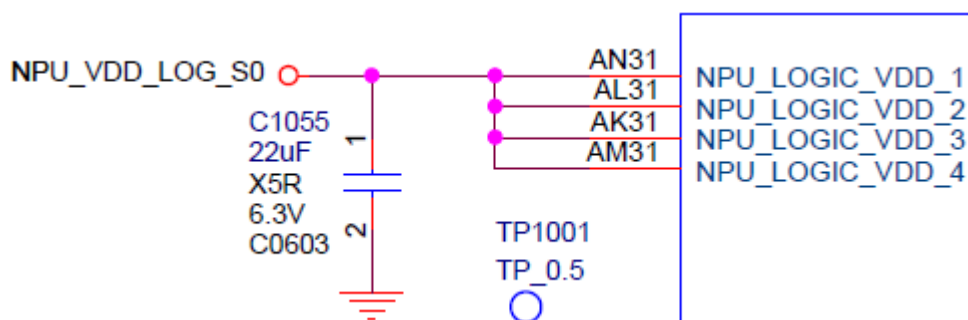 NPU_VDD_LOG_S0
AN31
NPU_LOGIC_VDD_1
AL31
NPU_LOGIC_VDD_2
AK31
NPU_LOGIC_VDD_3
AM31
NPU_LOGIC_VDD_4
C1055
22uF
X5R
6.3V
C0603
1
2
TP1001
TP_0.5